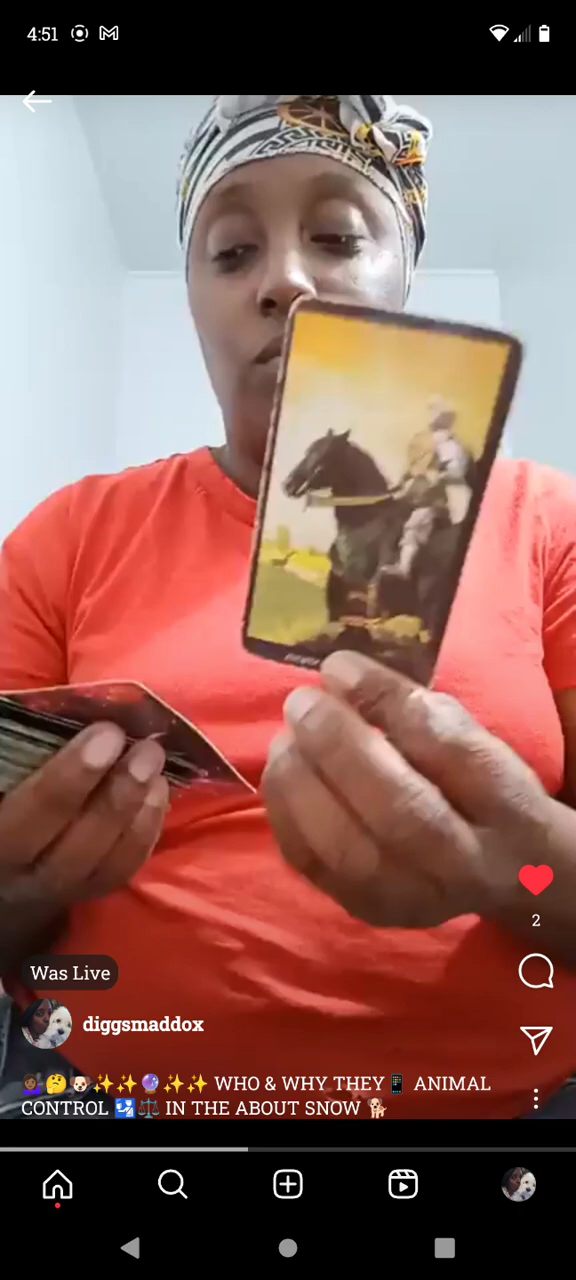 4:51
Was Live
diggsmaddox
💁🏾‍♀️🤔🐶✨✨🔮✨✨ WHO & WHY THEY📱 ANIMAL
CONTROL 🛂⚖️ IN THE ABOUT SNOW 🐕
2